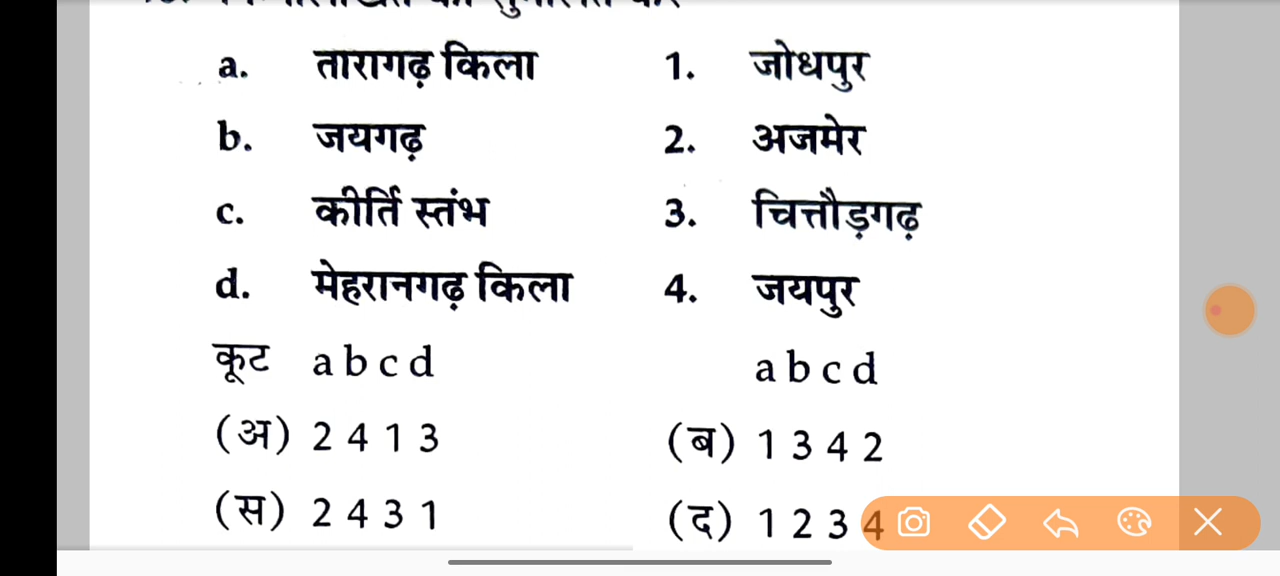 a. तारागढ़ किला 1. जोधपुर
b. जयगढ़ 2. अजमेर
c. कीर्ति स्तंभ 3. चित्तौड़गढ़
d. मेहरानगढ़ किला 4. जयपुर
कूट a b c d a b c d
(अ) 2 4 1 3 (ब) 1 3 4 2
(स) 2 4 3 1 (द) 1 2 3 4